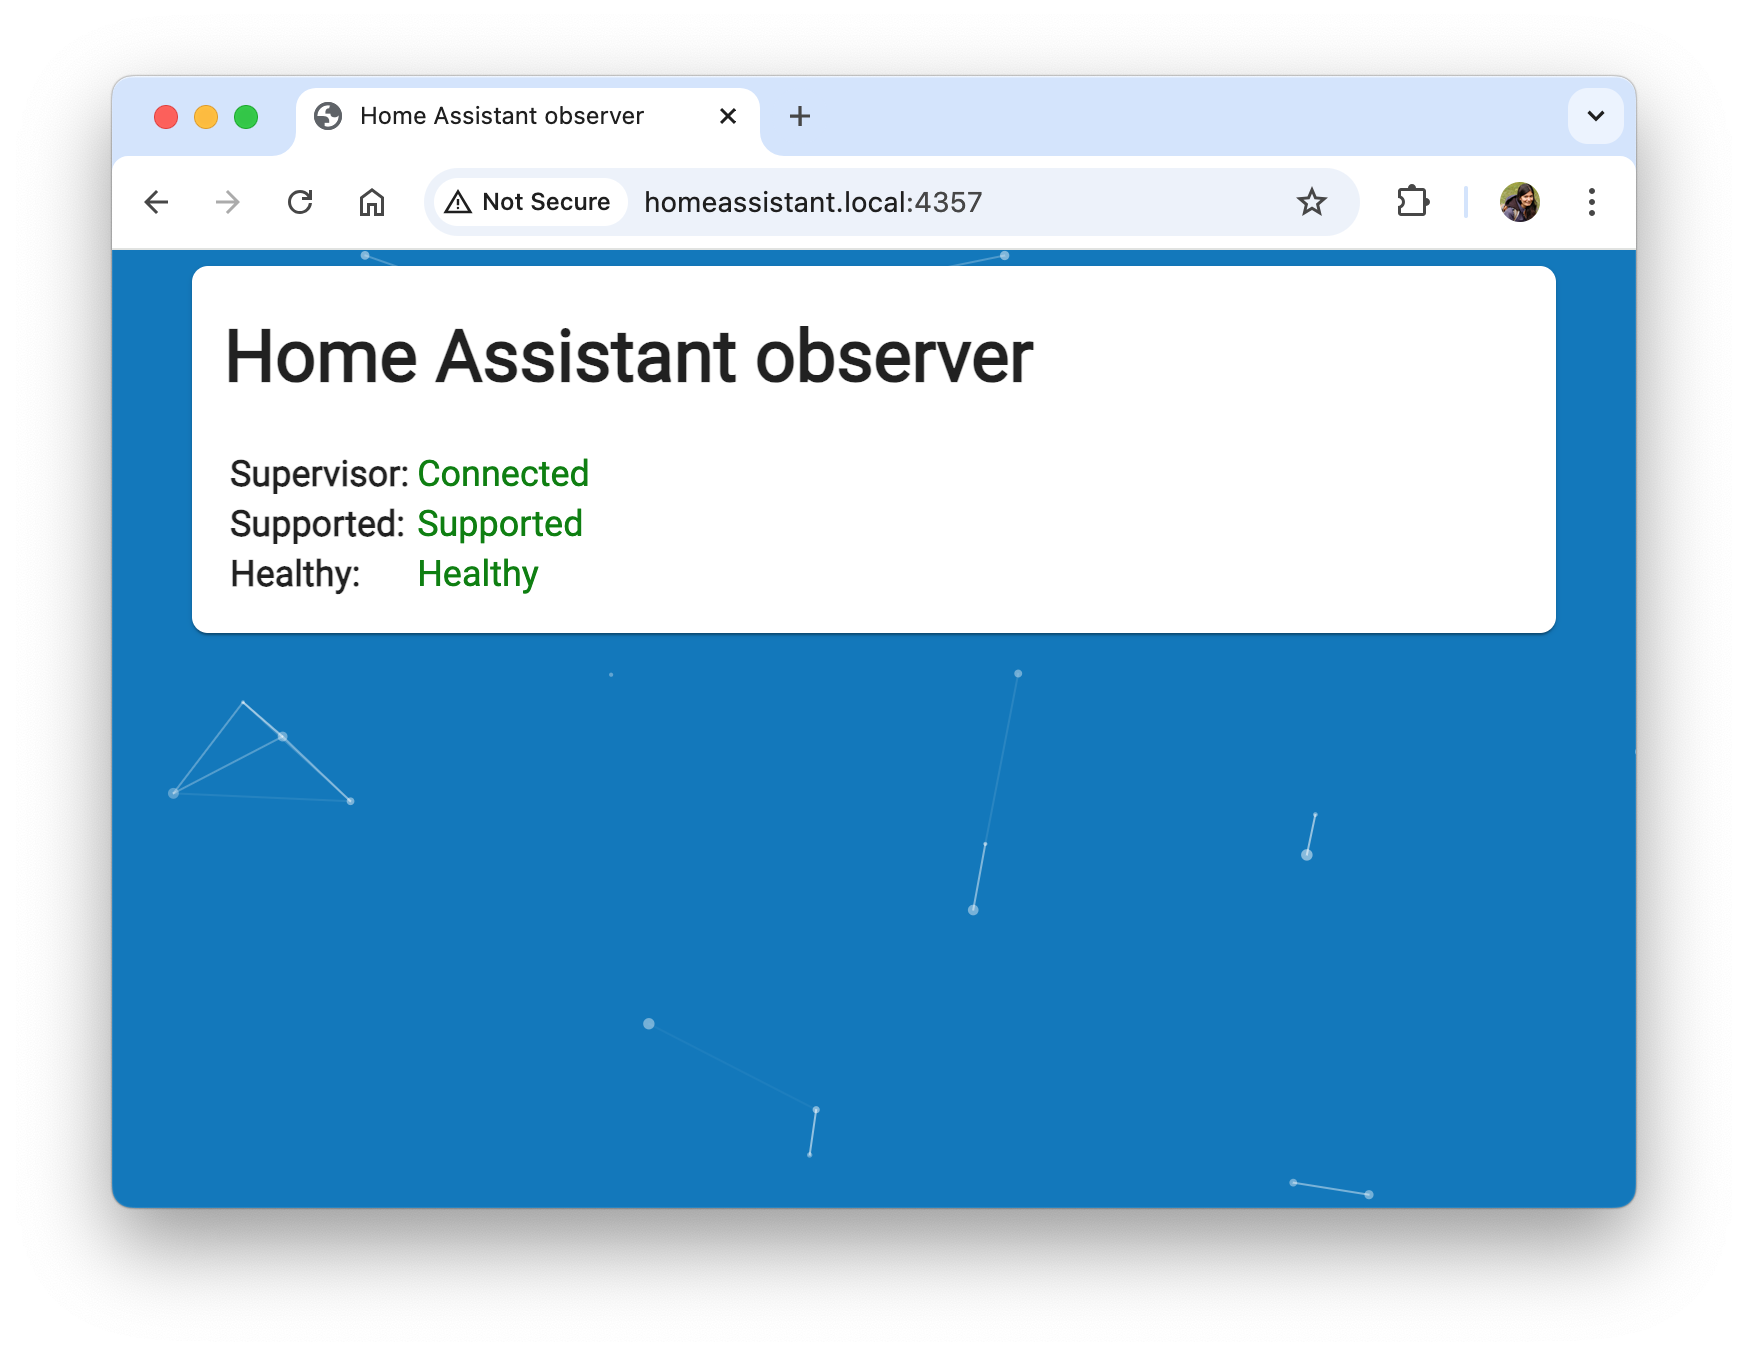 Home Assistant observer
Not Secure homeassistant.local:4357
Home Assistant observer
Supervisor: Connected
Supported: Supported
Healthy: Healthy